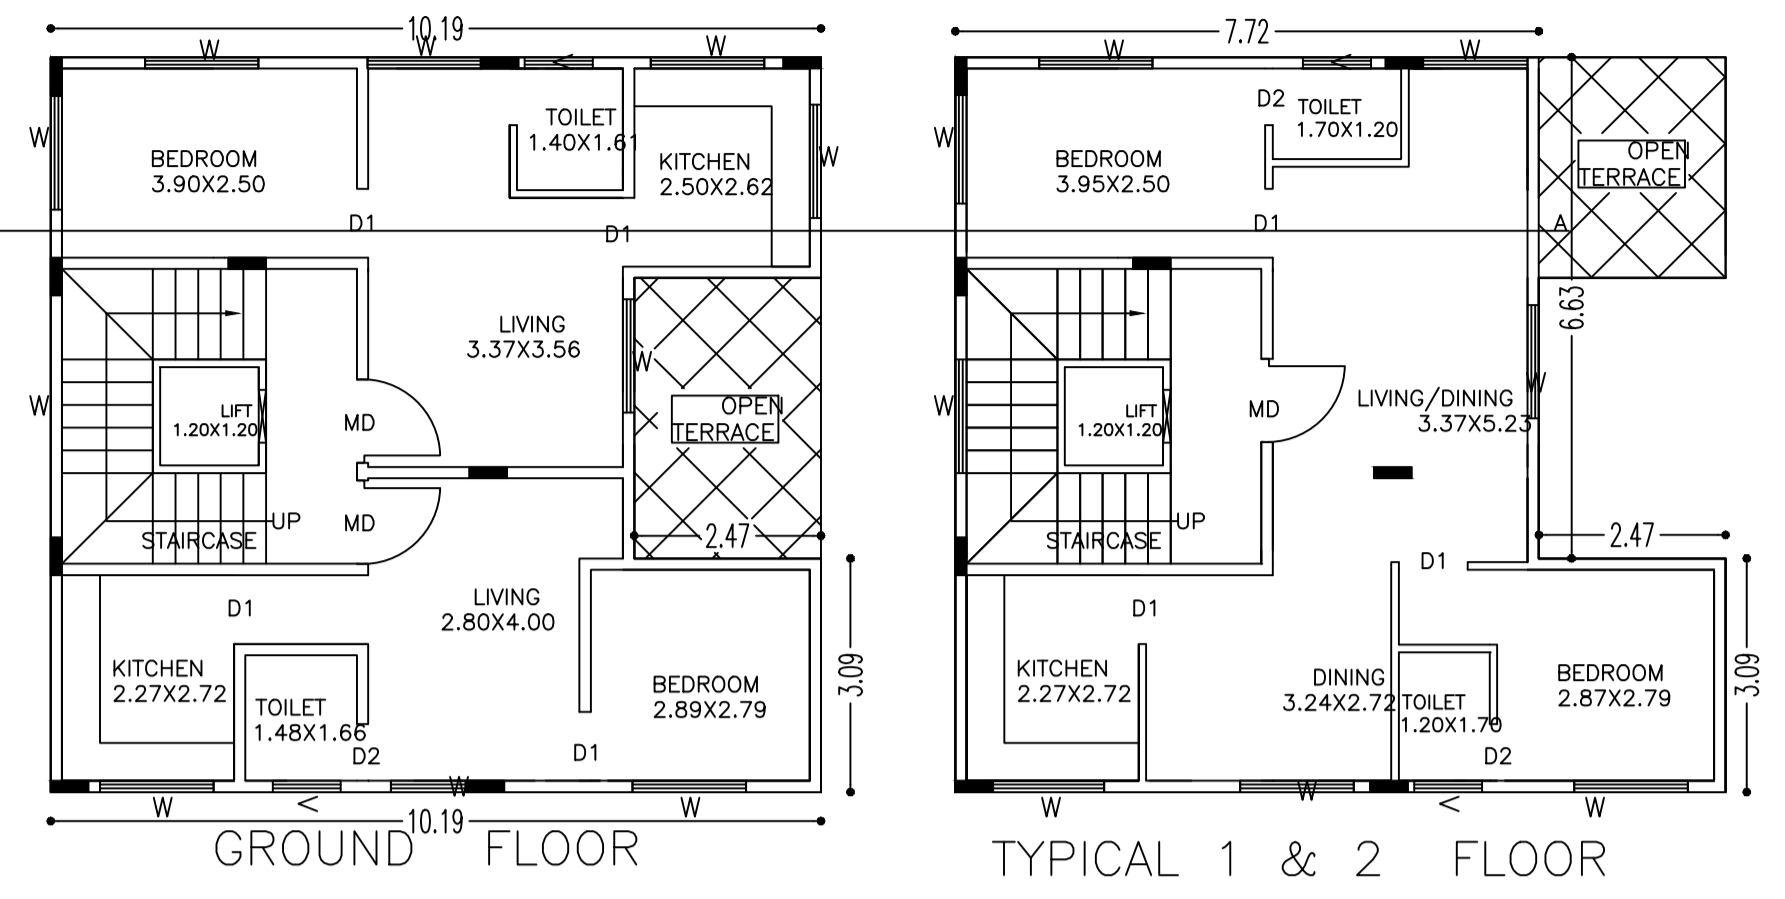 10.19
W
W
W
TOILET
1.40X1.61
W
BEDROOM
3.90X2.50
KITCHEN
2.50X2.62
W
D1
D1
LIVING
3.37X3.56
W
W
LIFT
1.20X1.20
MD
OPEN
TERRACE
UP
MD
STAIRCASE
2.47
D1
LIVING
2.80X4.00
KITCHEN
2.27X2.72
TOILET
1.48X1.66
D2
BEDROOM
2.89X2.79
D1
3.09
W
W
W
10.19
GROUND FLOOR
7.72
W
W
D2
TOILET
1.70X1.20
W
BEDROOM
3.95X2.50
OPEN
TERRACE
D1
A
6.63
W
LIVING/DINING
3.37X5.23
W
LIFT
1.20X1.20
MD
UP
STAIRCASE
2.47
D1
D1
KITCHEN
2.27X2.72
DINING
3.24X2.72
TOILET
1.20X1.70
D2
BEDROOM
2.87X2.79
3.09
W
W
W
TYPICAL 1 & 2 FLOOR